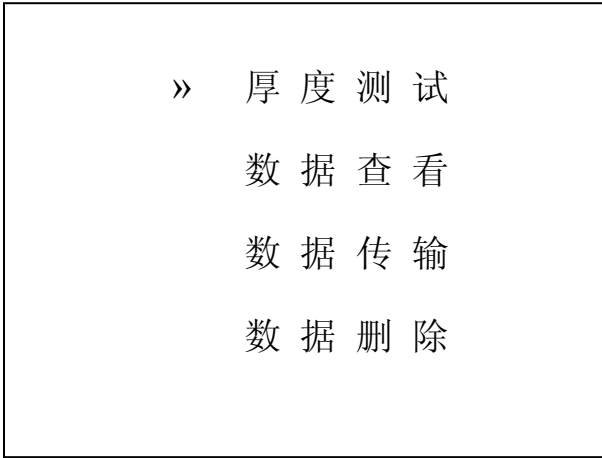 » 厚 度 测 试
数 据 查 看
数 据 传 输
数 据 删 除